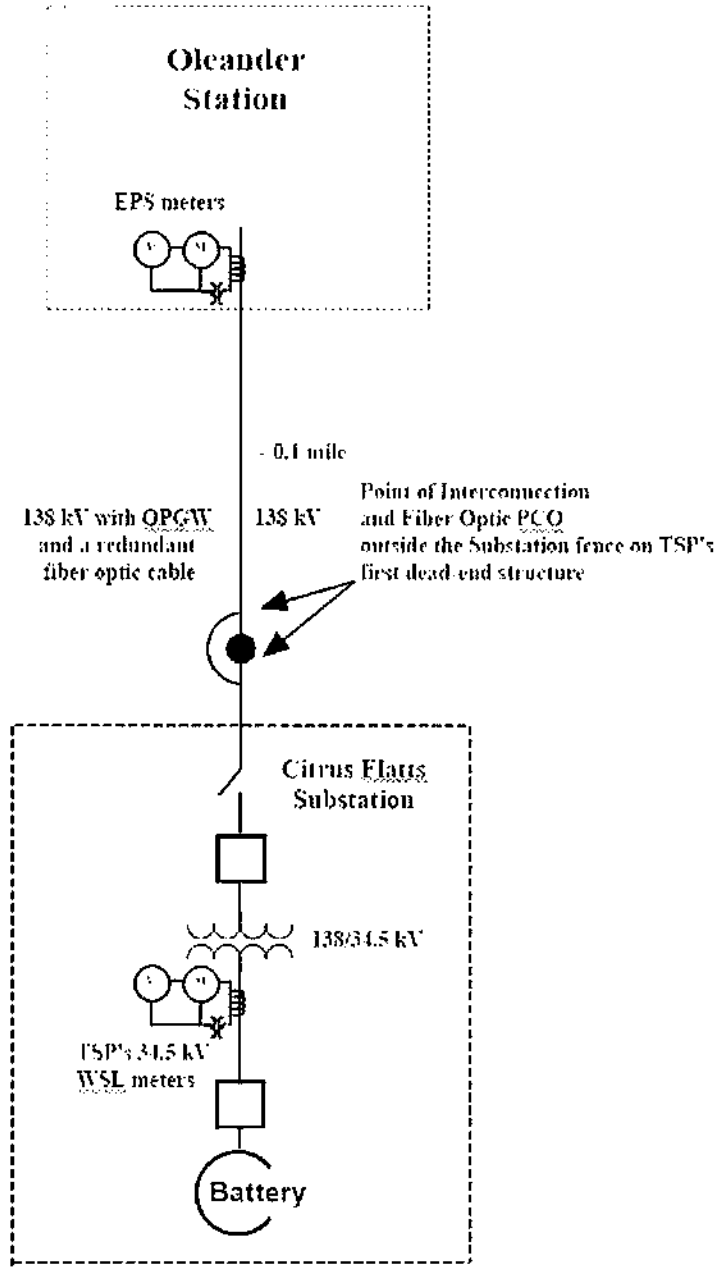 Oleander
Station
EPS meters
M
~ 0.1 mile
138 kV with OPGW
and a redundant
fiber optic cable
138 kV
Point of Interconnection
and Fiber Optic PCO
outside the Substation fence on TSP's
first dead-end structure
Citrus Flatts
Substation
138/34.5 kV
M
TSP's 34.5 kV
WSL meters
Battery